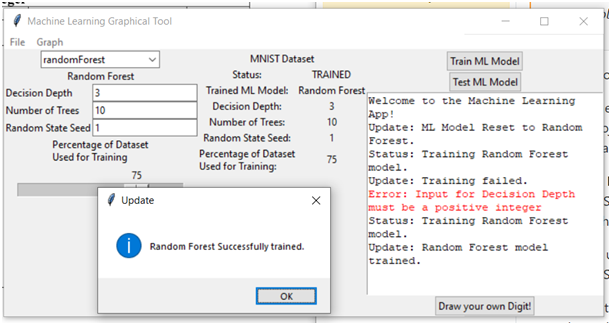 Machine Learning Graphical Tool
File Graph
randomForest
Random Forest
Decision Depth 3
Number of Trees 10
Random State Seed 1
Percentage of Dataset
Used for Training
75
MNIST Dataset
Status: TRAINED
Trained ML Model: Random Forest
Decision Depth: 3
Number of Trees: 10
Random State Seed: 1
Percentage of Dataset
Used for Training: 75
Train ML Model
Test ML Model
Welcome to the Machine Learning
App!
Update: ML Model Reset to Random
Forest.
Status: Training Random Forest
model.
Update: Training failed.
Error: Input for Decision Depth
must be a positive integer
Status: Training Random Forest
model.
Update: Random Forest model
trained.
Draw your own Digit!
Update
Random Forest Successfully trained.
OK